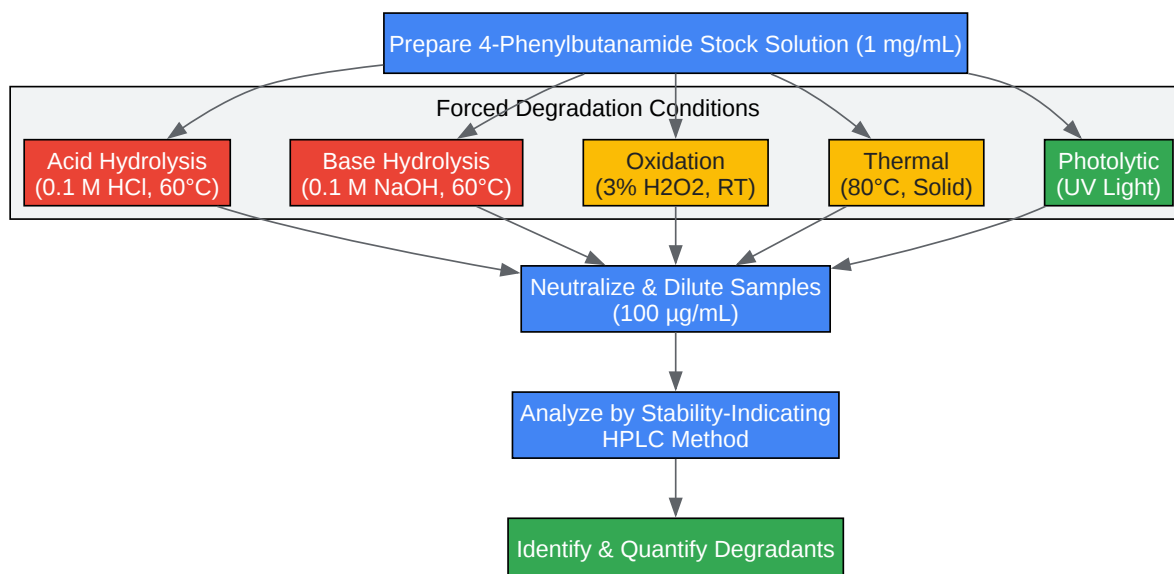 Prepare 4-Phenylbutanamide Stock Solution (1 mg/mL)
Forced Degradation Conditions
Acid Hydrolysis
(0.1 M HCl, 60°C)
Base Hydrolysis
(0.1 M NaOH, 60°C)
Oxidation
(3% H2O2, RT)
Thermal
(80°C, Solid)
Photolytic
(UV Light)
Neutralize & Dilute Samples
(100 µg/mL)
Analyze by Stability-Indicating
HPLC Method
Identify & Quantify Degradants